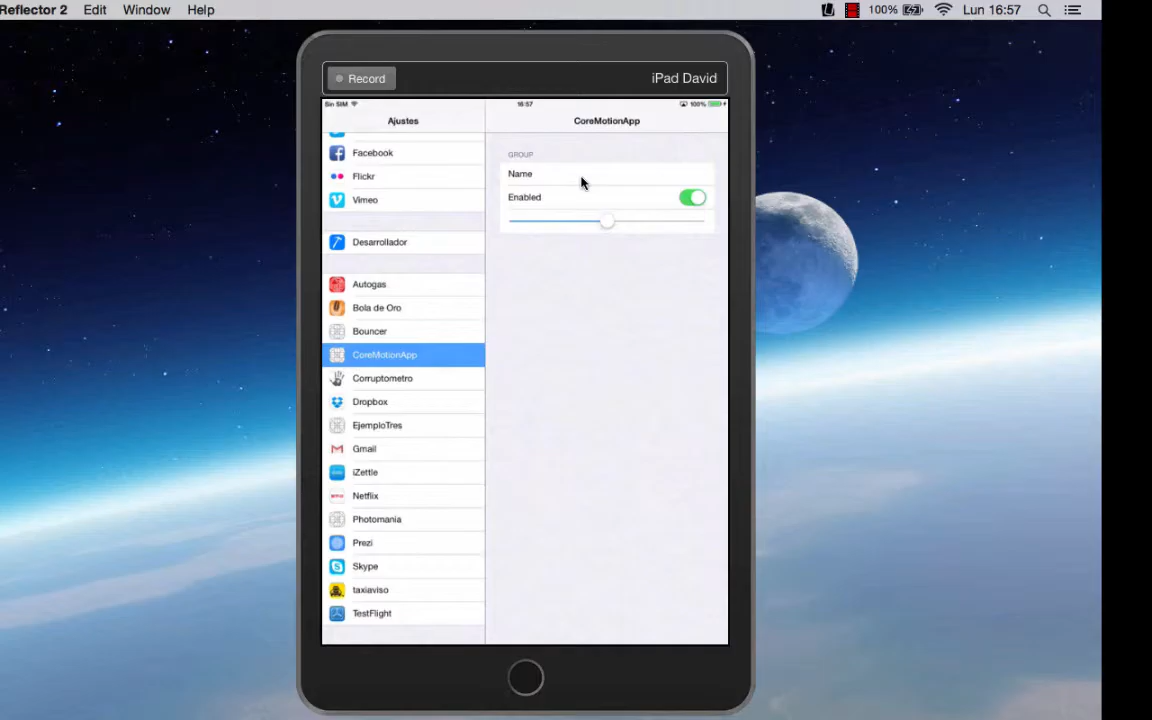 Reflector 2 Edit Window Help 100% Lun 16:57
Record iPad David
Sin SIM 16:57 100%
Ajustes CoreMotionApp
Facebook
Flickr
Vimeo
Desarrollador
Autogas
Bola de Oro
Bouncer
CoreMotionApp
Corruptometro
Dropbox
EjemploTres
Gmail
iZettle
Netflix
Photomania
Prezi
Skype
taxiaviso
TestFlight
GROUP
Name
Enabled